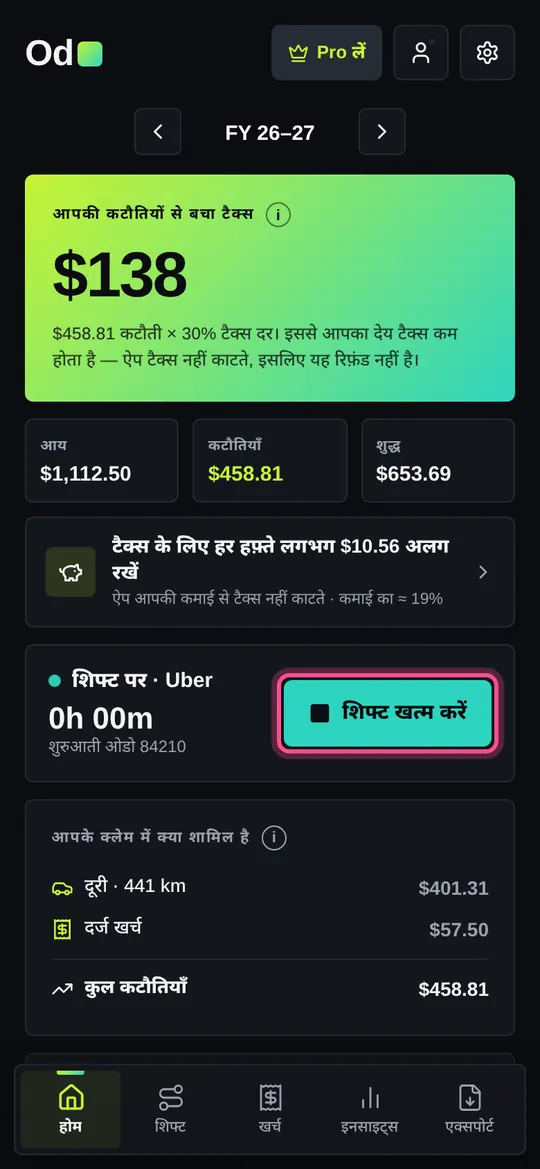 Od
Pro लें
FY 26–27
आपकी कटौतियों से बचा टैक्स
$138
$458.81 कटौती × 30% टैक्स दर। इससे आपका देय टैक्स कम
होता है — ऐप टैक्स नहीं काटते, इसलिए यह रिफ़ंड नहीं है।
आय
कटौतियाँ
शुद्ध
$1,112.50
$458.81
$653.69
टैक्स के लिए हर हफ़्ते लगभग $10.56 अलग
रखें
ऐप आपकी कमाई से टैक्स नहीं काटते · कमाई का ≈ 19%
शिफ्ट पर · Uber
0h 00m
शुरुआती ओडो 84210
शिफ्ट खत्म करें
आपके क्लेम में क्या शामिल है
दूरी · 441 km
$401.31
दर्ज खर्च
$57.50
कुल कटौतियाँ
$458.81
होम
शिफ्ट
खर्च
इनसाइट्स
एक्सपोर्ट